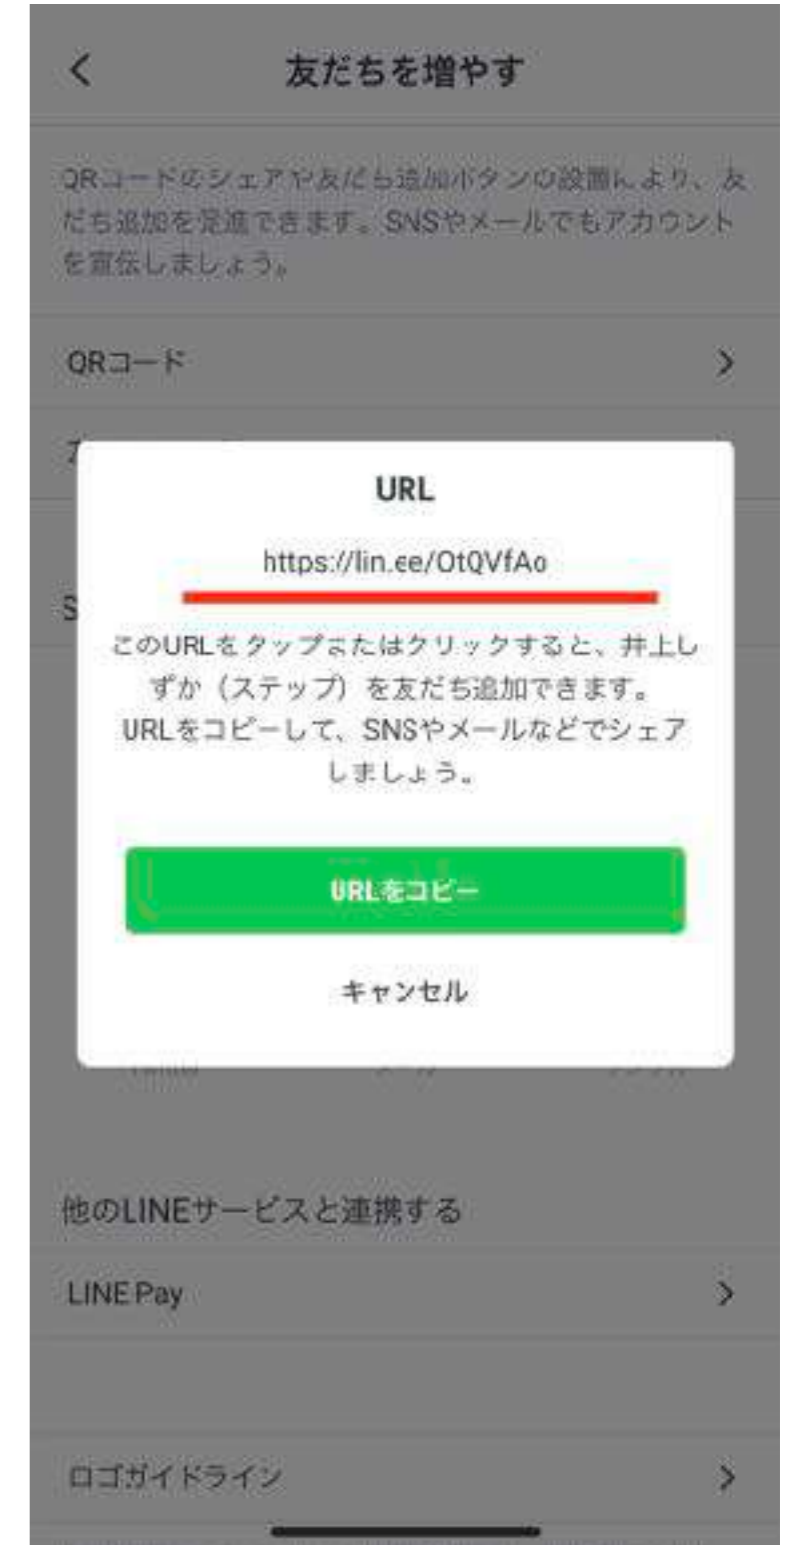 友だちを増やす
QRコードのシェアや友だち追加ボタンの設置により、友
だち追加を促進できます。SNSやメールでもアカウント
を宣伝しましょう。
QRコード
URL
https://lin.ee/OtQVfAo
このURLをタップまたはクリックすると、井上し
ずか（ステップ）を友だち追加できます。
URLをコピーして、SNSやメールなどでシェア
しましょう。
URLをコピー
キャンセル
他のLINEサービスと連携する
LINE Pay
ロゴガイドライン